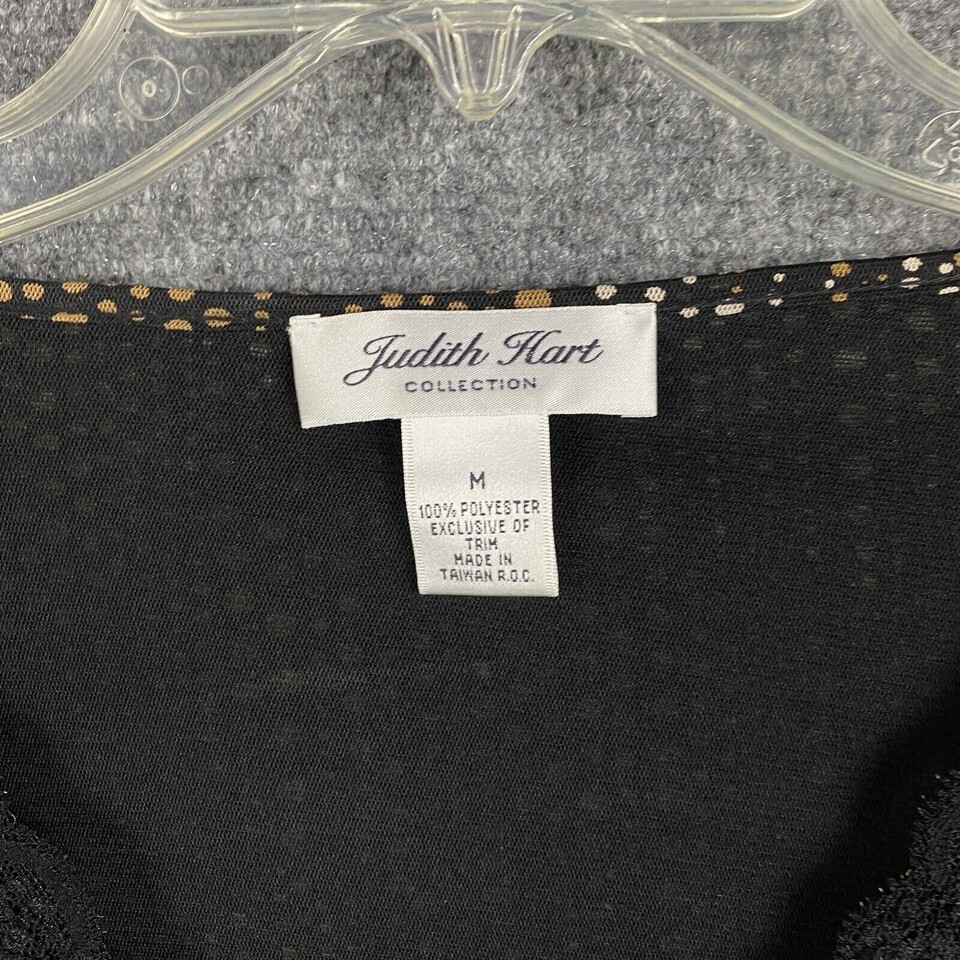 Judith Hart
COLLECTION
M
100% POLYESTER
EXCLUSIVE OF
TRIM
MADE IN
TAIWAN R.O.C.